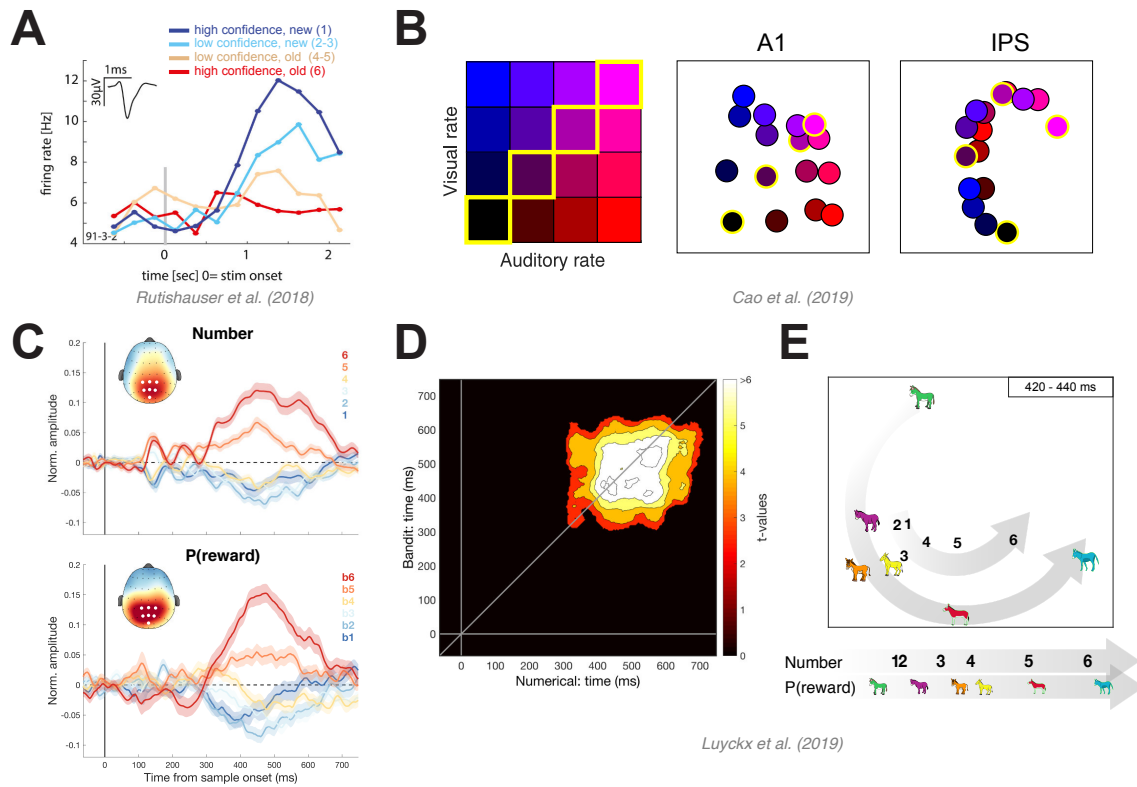 A
high confidence, new (1)
low confidence, new (2-3)
low confidence, old (4-5)
high confidence, old (6)
1ms
30µV
12
10
8
6
4
firing rate [Hz]
91-3-2
0
1
2
time [sec] 0= stim onset
Rutishauser et al. (2018)
B
A1
IPS
Visual rate
Auditory rate
Cao et al. (2019)
C
Number
0.2
0.15
0.1
0.05
0
-0.05
-0.1
Norm. amplitude
6
5
4
3
2
1
P(reward)
0.2
0.15
0.1
0.05
0
-0.05
-0.1
Norm. amplitude
b6
b5
b4
b3
b2
b1
0 100 200 300 400 500 600 700
Time from sample onset (ms)
D
700
600
500
400
300
200
100
0
Bandit: time (ms)
0 100 200 300 400 500 600 700
Numerical: time (ms)
>6
5
4
3
2
1
0
t-values
E
420 - 440 ms
2 1
4
5
6
3
Number 12 3 4 5 6
P(reward)
Luyckx et al. (2019)